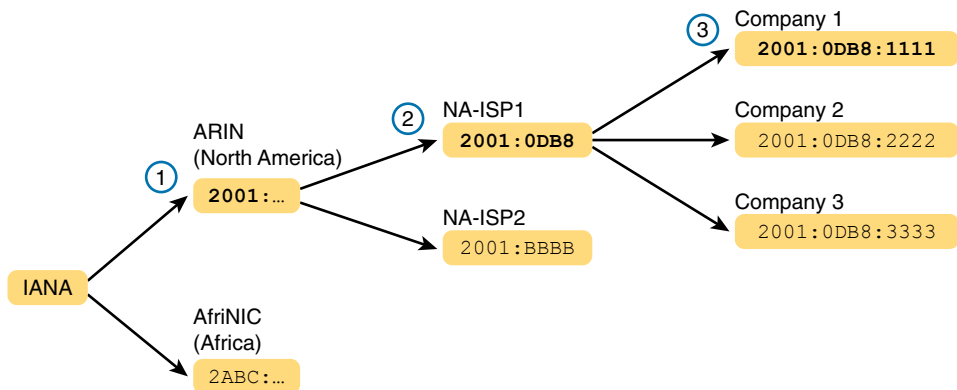 Company 1
3
2001:0DB8:1111
NA-ISP1
2
2001:0DB8
Company 2
2001:0DB8:2222
ARIN
(North America)
1
2001:...
Company 3
2001:0DB8:3333
NA-ISP2
2001:BBBB
IANA
AfriNIC
(Africa)
2ABC:...